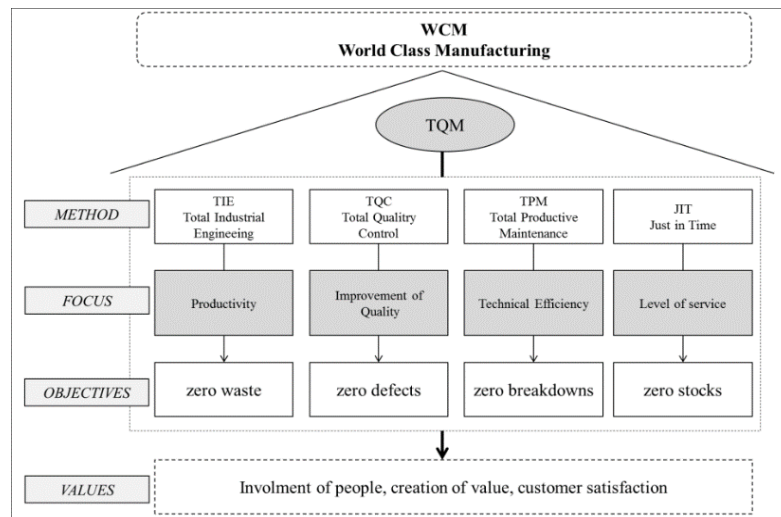 WCM
World Class Manufacturing
TQM
METHOD
TIE
Total Industrial
Engineeing
TQC
Total Qualitry
Control
TPM
Total Productive
Maintenance
JIT
Just in Time
FOCUS
Productivity
Improvement of
Quality
Technical Efficiency
Level of service
OBJECTIVES
zero waste
zero defects
zero breakdowns
zero stocks
VALUES
Involment of people, creation of value, customer satisfaction